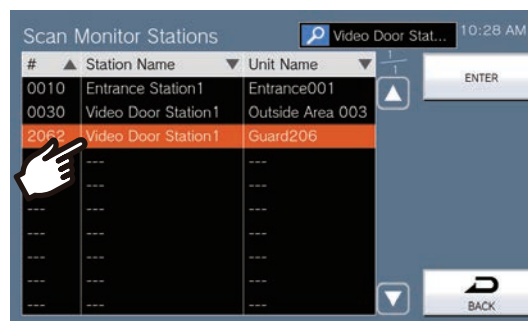 Scan Monitor Stations
Video Door Stat...
10:28 AM
# Station Name Unit Name
1/1
ENTER
0010 Entrance Station1 Entrance001
0030 Video Door Station1 Outside Area 003
2062 Video Door Station1 Guard206
--- --- ---
--- --- ---
--- --- ---
--- --- ---
--- --- ---
--- --- ---
BACK